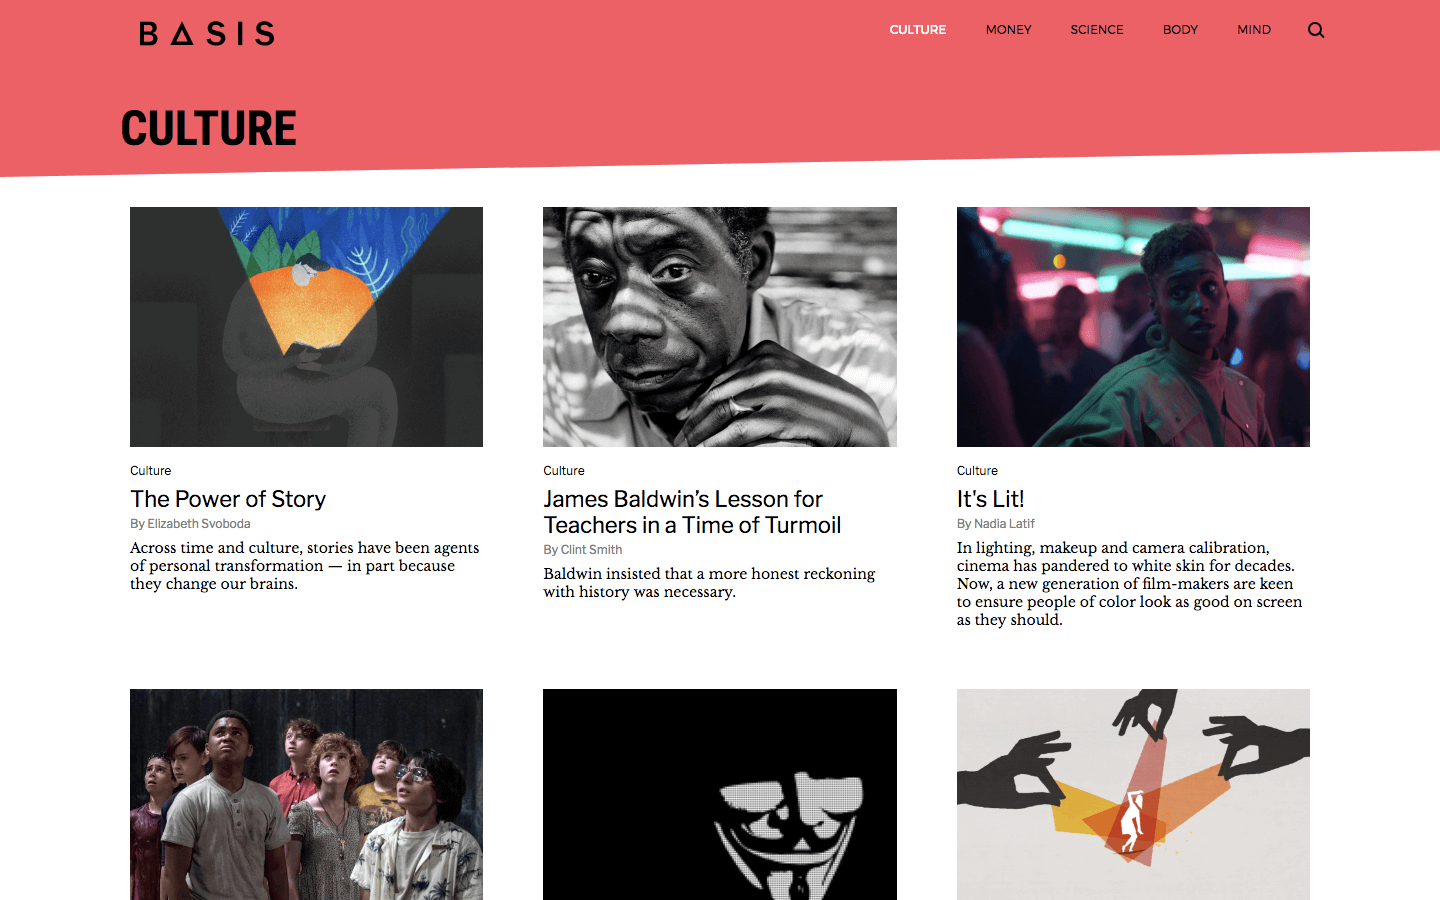 BASIS
CULTURE
MONEY
SCIENCE
BODY
MIND
CULTURE
Culture
The Power of Story
By Elizabeth Svoboda
Across time and culture, stories have been agents
of personal transformation — in part because
they change our brains.
Culture
James Baldwin’s Lesson for
Teachers in a Time of Turmoil
By Clint Smith
Baldwin insisted that a more honest reckoning
with history was necessary.
Culture
It's Lit!
By Nadia Latif
In lighting, makeup and camera calibration,
cinema has pandered to white skin for decades.
Now, a new generation of film-makers are keen
to ensure people of color look as good on screen
as they should.